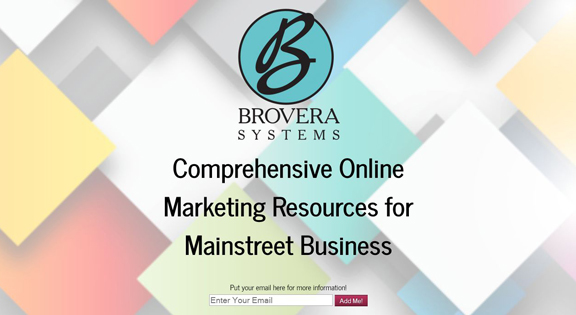 B
BROVERA
SYSTEMS
Comprehensive Online
Marketing Resources for
Mainstreet Business
Put your email here for more information!
Enter Your Email Add Me!